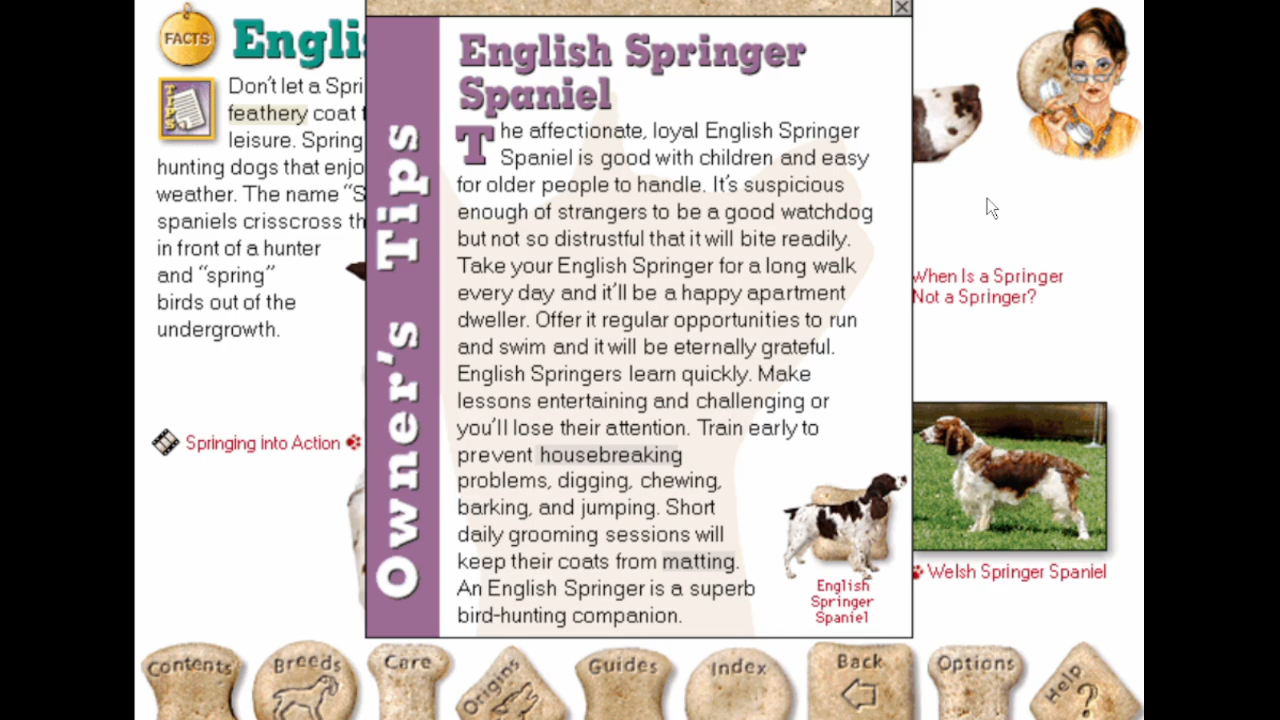 FACTS
Engli
TIPS
Don't let a Spri
feathery coat t
leisure. Spring
hunting dogs that enjo
weather. The name "S
spaniels crisscross th
in front of a hunter
and "spring"
birds out of the
undergrowth.
Springing into Action
Owner's Tips
English Springer
Spaniel
The affectionate, loyal English Springer
Spaniel is good with children and easy
for older people to handle. It's suspicious
enough of strangers to be a good watchdog
but not so distrustful that it will bite readily.
Take your English Springer for a long walk
every day and it'll be a happy apartment
dweller. Offer it regular opportunities to run
and swim and it will be eternally grateful.
English Springers learn quickly. Make
lessons entertaining and challenging or
you'll lose their attention. Train early to
prevent housebreaking
problems, digging, chewing,
barking, and jumping. Short
daily grooming sessions will
keep their coats from matting.
An English Springer is a superb
bird-hunting companion.
English
Springer
Spaniel
When Is a Springer
Not a Springer?
Welsh Springer Spaniel
Contents
Breeds
Care
Origins
Guides
Index
Back
Options
Help
?